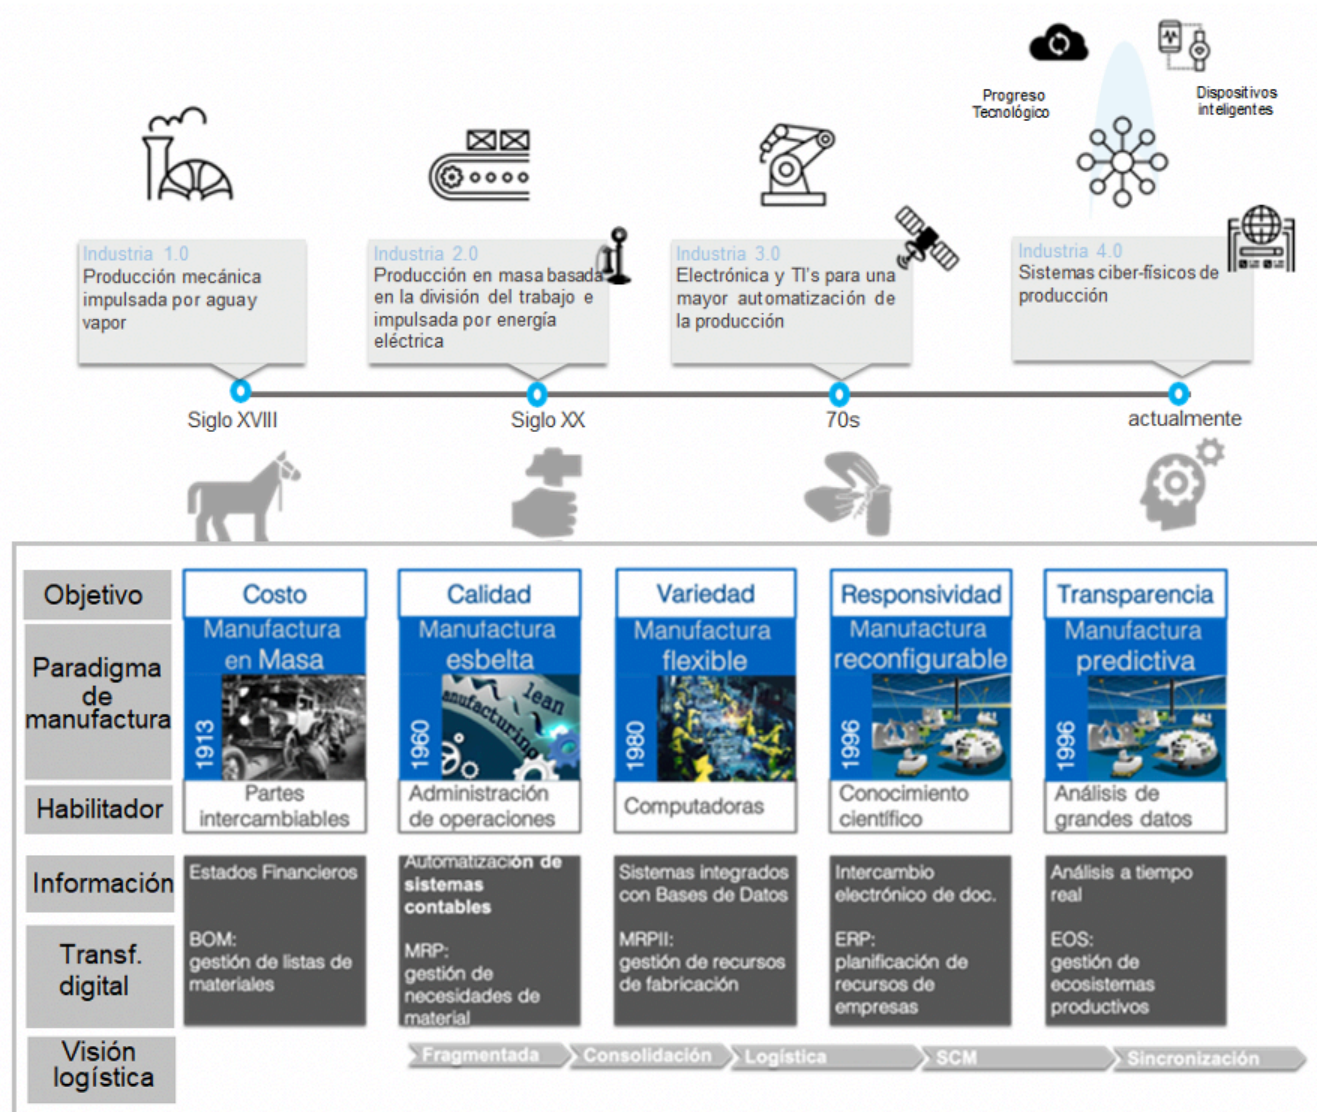 Progreso
Tecnológico
Dispositivos
inteligentes
Industria 1.0
Producción mecánica
impulsada por agua y
vapor
Industria 2.0
Producción en masa basada
en la división del trabajo e
impulsada por energía
eléctrica
Industria 3.0
Electrónica y TI's para una
mayor automatización de
la producción
Industria 4.0
Sistemas ciber-físicos de
producción
Siglo XVIII
Siglo XX
70s
actualmente
Objetivo
Costo
Calidad
Variedad
Responsividad
Transparencia
Paradigma
de
manufactura
Manufactura
en Masa
1913
Manufactura
esbelta
1960
manufacturing
lean
Manufactura
flexible
1980
Manufactura
reconfigurable
1996
Manufactura
predictiva
1996
Habilitador
Partes
intercambiables
Administración
de operaciones
Computadoras
Conocimiento
científico
Análisis de
grandes datos
Información
Estados Financieros
Automatización de
sistemas
contables
Sistemas integrados
con Bases de Datos
Intercambio
electrónico de doc.
Análisis a tiempo
real
Transf.
digital
BOM:
gestión de listas de
materiales
MRP:
gestión de
necesidades de
material
MRPII:
gestión de recursos
de fabricación
ERP:
planificación de
recursos de
empresas
EOS:
gestión de
ecosistemas
productivos
Visión
logística
Fragmentada
Consolidación
Logística
SCM
Sincronización